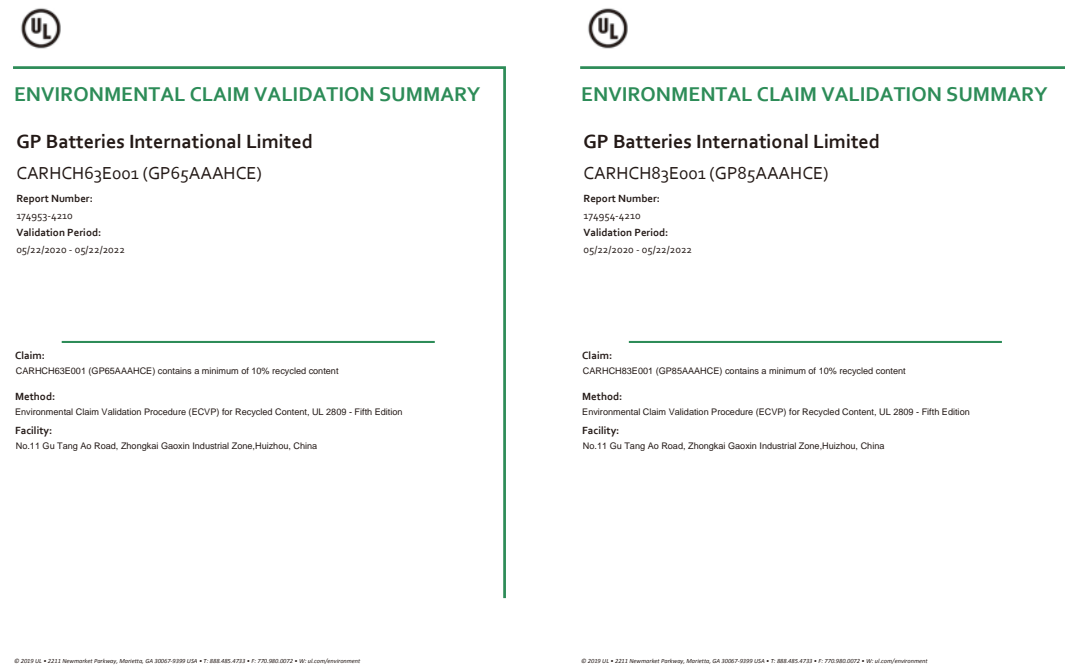 UL
ENVIRONMENTAL CLAIM VALIDATION SUMMARY
GP Batteries International Limited
CARHCH63E001 (GP65AAAHCE)
Report Number:
174953-4210
Validation Period:
05/22/2020 - 05/22/2022
Claim:
CARHCH63E001 (GP65AAAHCE) contains a minimum of 10% recycled content
Method:
Environmental Claim Validation Procedure (ECVP) for Recycled Content, UL 2809 - Fifth Edition
Facility:
No.11 Gu Tang Ao Road, Zhongkai Gaoxin Industrial Zone,Huizhou, China
© 2019 UL • 2211 Newmarket Parkway, Marietta, GA 30067-9399 USA • T: 888.485.4733 • F: 770.980.0072 • W: ul.com/environment
UL
ENVIRONMENTAL CLAIM VALIDATION SUMMARY
GP Batteries International Limited
CARHCH83E001 (GP85AAAHCE)
Report Number:
174954-4210
Validation Period:
05/22/2020 - 05/22/2022
Claim:
CARHCH83E001 (GP85AAAHCE) contains a minimum of 10% recycled content
Method:
Environmental Claim Validation Procedure (ECVP) for Recycled Content, UL 2809 - Fifth Edition
Facility:
No.11 Gu Tang Ao Road, Zhongkai Gaoxin Industrial Zone,Huizhou, China
© 2019 UL • 2211 Newmarket Parkway, Marietta, GA 30067-9399 USA • T: 888.485.4733 • F: 770.980.0072 • W: ul.com/environment